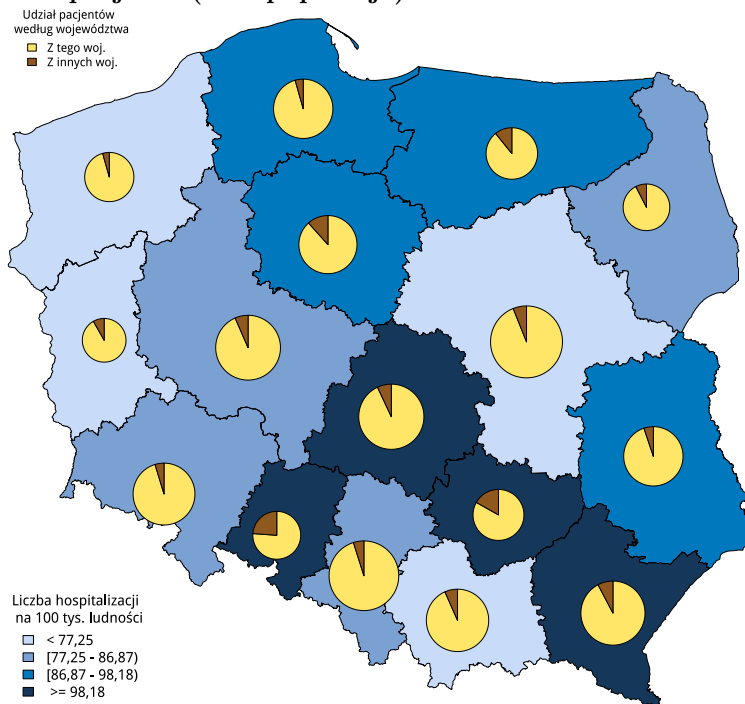 Udział pacjentów
według województwa
Z tego woj.
Z innych woj.
Liczba hospitalizacji
na 100 tys. ludności
< 77,25
[77,25 - 86,87)
[86,87 - 98,18)
>= 98,18